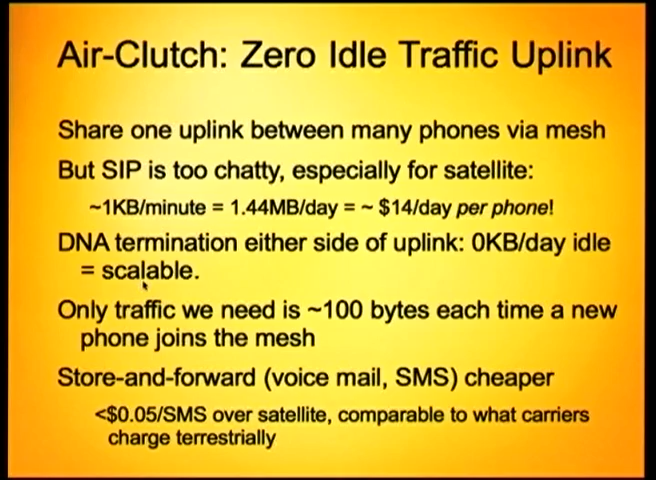 Air-Clutch: Zero Idle Traffic Uplink
Share one uplink between many phones via mesh
But SIP is too chatty, especially for satellite:
~1KB/minute = 1.44MB/day = ~ $14/day per phone!
DNA termination either side of uplink: 0KB/day idle
= scalable.
Only traffic we need is ~100 bytes each time a new
phone joins the mesh
Store-and-forward (voice mail, SMS) cheaper
<$0.05/SMS over satellite, comparable to what carriers
charge terrestrially